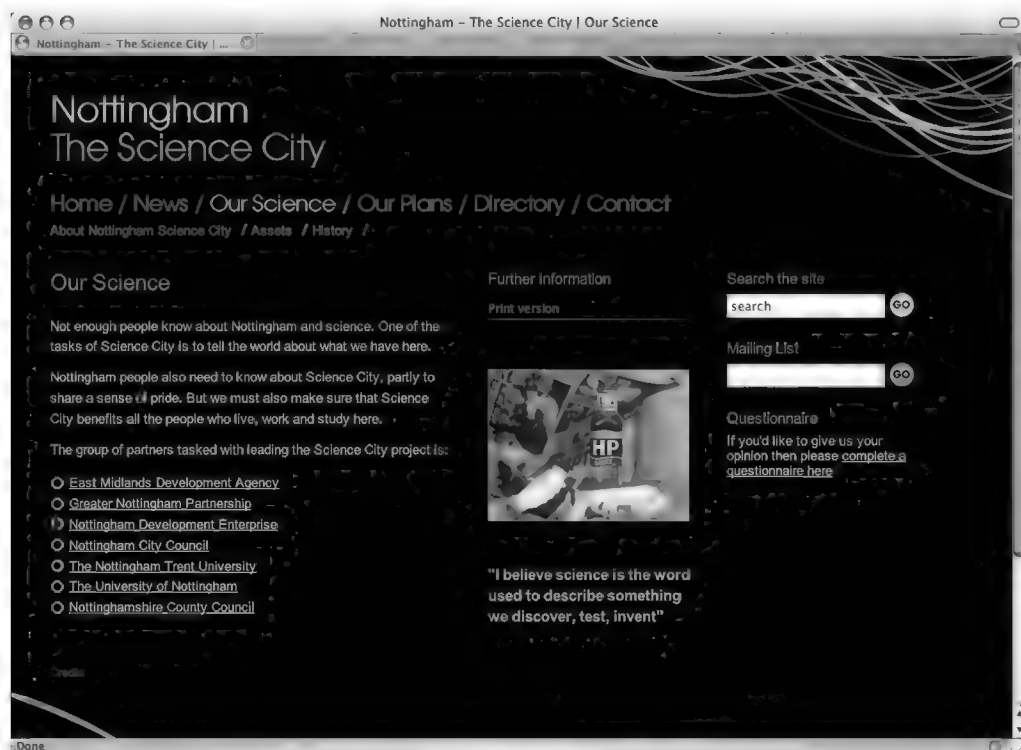 Nottingham – The Science City | Our Science
Nottingham – The Science City | ...
Nottingham
The Science City
Home / News / Our Science / Our Plans / Directory / Contact
About Nottingham Science City / Assets / History /
Our Science
Not enough people know about Nottingham and science. One of the
tasks of Science City is to tell the world about what we have here.
Nottingham people also need to know about Science City, partly to
share a sense of pride. But we must also make sure that Science
City benefits all the people who live, work and study here.
The group of partners tasked with leading the Science City project is:
East Midlands Development Agency
Greater Nottingham Partnership
Nottingham Development Enterprise
Nottingham City Council
The Nottingham Trent University
The University of Nottingham
Nottinghamshire County Council
Credits
Further Information
Print version
HP
"I believe science is the word
used to describe something
we discover, test, invent"
Search the site
search GO
Mailing List
GO
Questionnaire
If you'd like to give us your
opinion then please complete a
questionnaire here
Done